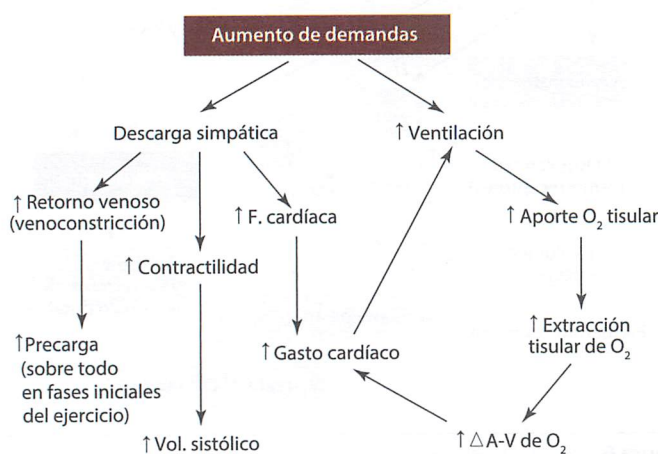 Aumento de demandas
Descarga simpática
↑ Ventilación
↑ Retorno venoso
(venoconstricción)
↑ F. cardíaca
↑ Aporte O₂ tisular
↑ Contractilidad
↑Precarga
(sobre todo
en fases iniciales
del ejercicio)
↑ Gasto cardíaco
↑ Extracción
tisular de O₂
↑ Vol. sistólico
↑ △ A-V de O₂